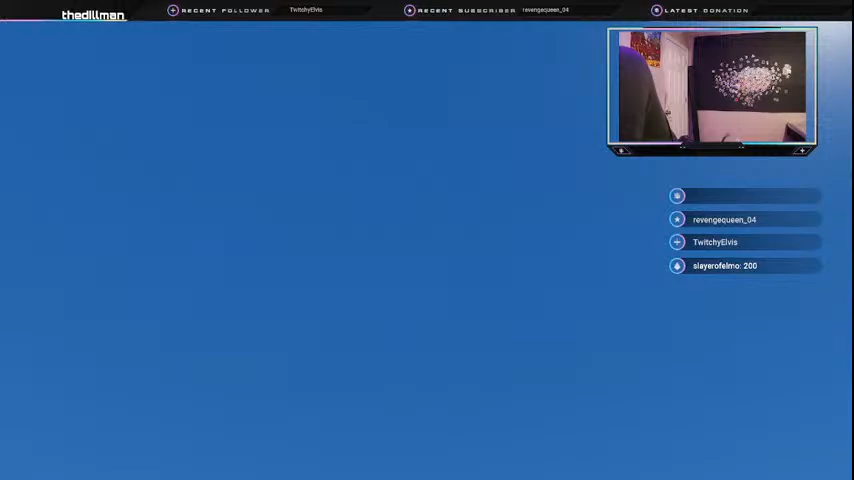 thedillman
RECENT FOLLOWER TwitchyElvis
RECENT SUBSCRIBER revengequeen_04
LATEST DONATION
revengequeen_04
TwitchyElvis
slayerofelmo: 200